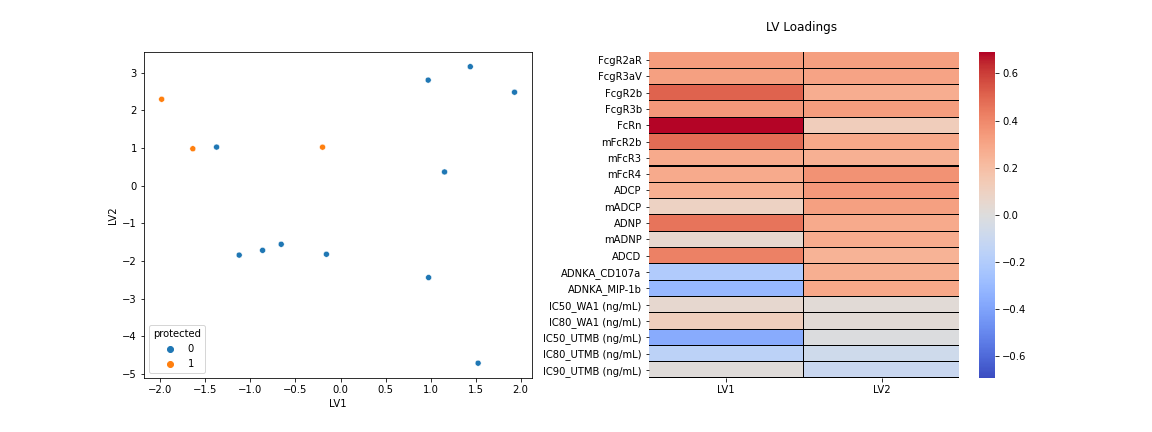 LV Loadings
3
2
1
0
−1
−2
−3
−4
−5
LV2
protected
0
1
−2.0
−1.5
−1.0
−0.5
0.0
0.5
1.0
1.5
2.0
LV1
FcgR2aR
FcgR3aV
FcgR2b
FcgR3b
FcRn
mFcR2b
mFcR3
mFcR4
ADCP
mADCP
ADNP
mADNP
ADCD
ADNKA_CD107a
ADNKA_MIP-1b
IC50_WA1 (ng/mL)
IC80_WA1 (ng/mL)
IC50_UTMB (ng/mL)
IC80_UTMB (ng/mL)
IC90_UTMB (ng/mL)
LV1
LV2
0.6
0.4
0.2
0.0
−0.2
−0.4
−0.6